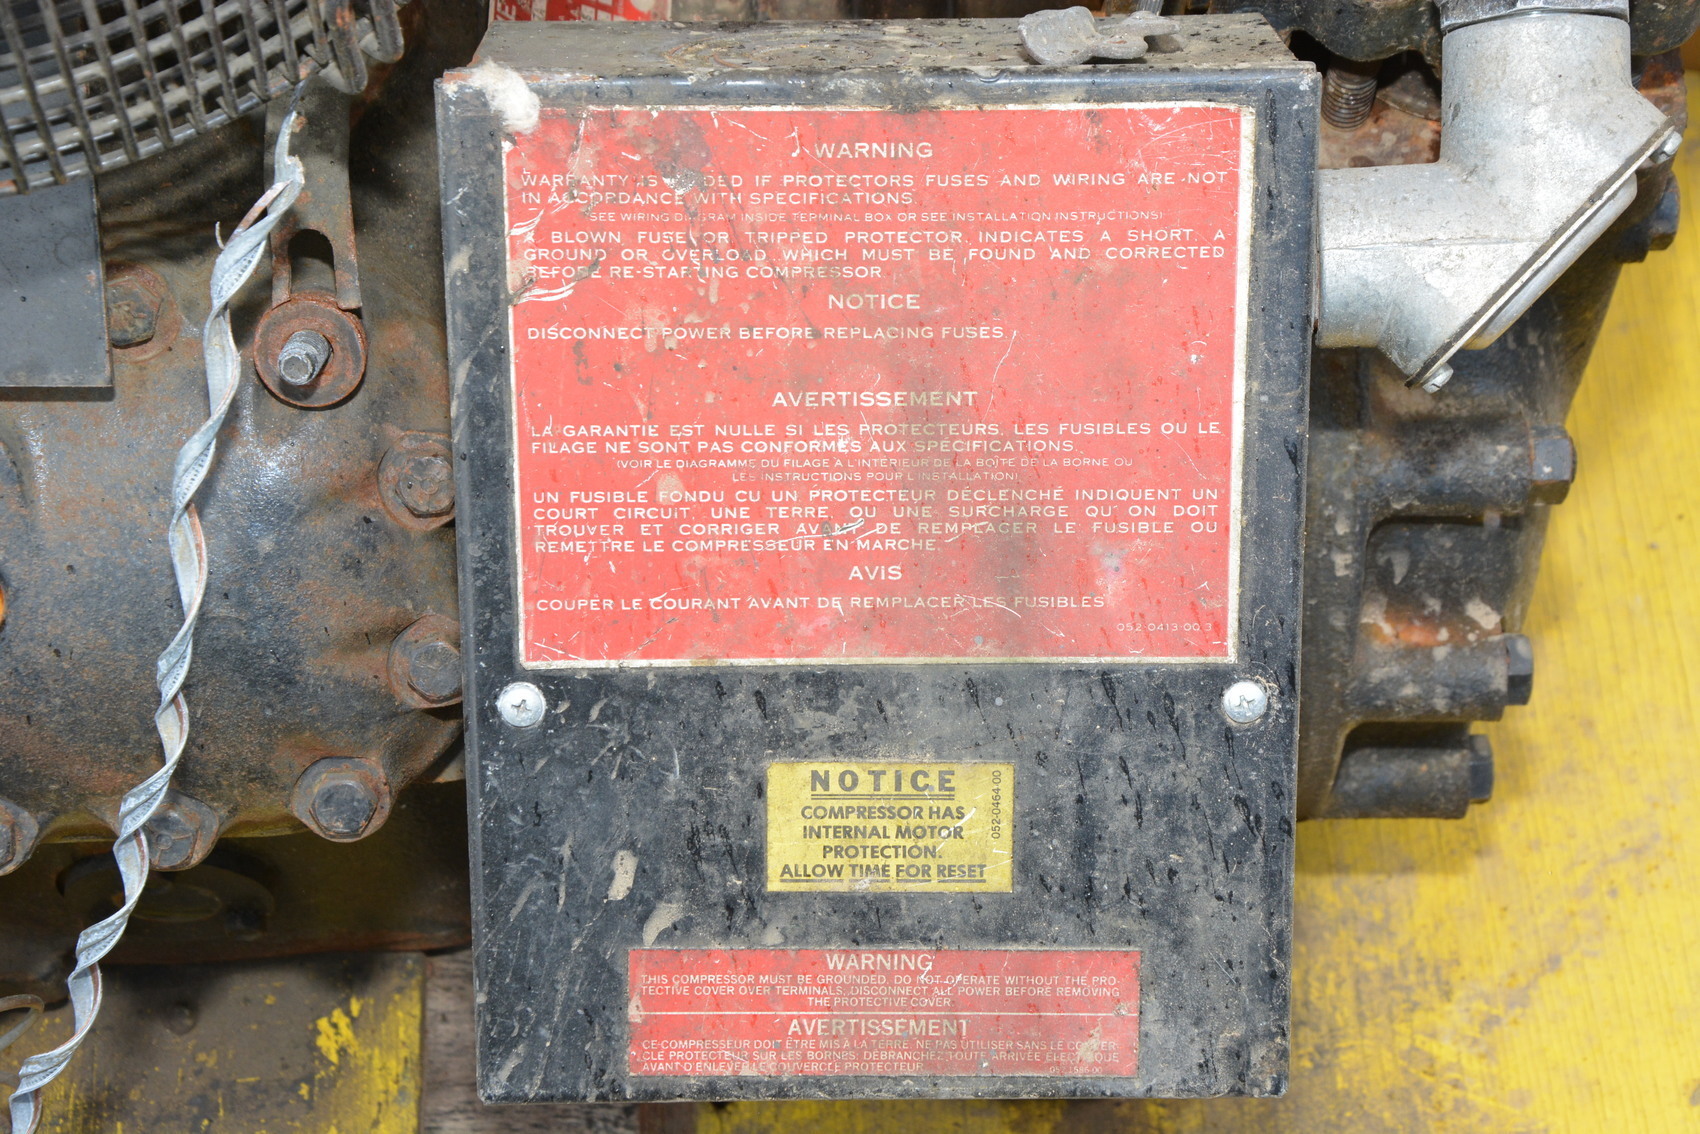 WARNING
WARRANTY IS VOIDED IF PROTECTORS FUSES AND WIRING ARE NOT
IN ACCORDANCE WITH SPECIFICATIONS.
(SEE WIRING DIAGRAM INSIDE TERMINAL BOX OR SEE INSTALLATION INSTRUCTIONS)
A BLOWN FUSE OR TRIPPED PROTECTOR INDICATES A SHORT, A
GROUND OR OVERLOAD WHICH MUST BE FOUND AND CORRECTED
BEFORE RE-STARTING COMPRESSOR
NOTICE
DISCONNECT POWER BEFORE REPLACING FUSES.
AVERTISSEMENT
LA GARANTIE EST NULLE SI LES PROTECTEURS, LES FUSIBLES OU LE
FILAGE NE SONT PAS CONFORMES AUX SPÉCIFICATIONS.
(VOIR LE DIAGRAMME DU FILAGE À L'INTÉRIEUR DE LA BOÎTE DE LA BORNE OU
LES INSTRUCTIONS POUR L'INSTALLATION)
UN FUSIBLE FONDU OU UN PROTECTEUR DÉCLENCHÉ INDIQUENT UN
COURT CIRCUIT, UNE TERRE, OU UNE SURCHARGE QU'ON DOIT
TROUVER ET CORRIGER AVANT DE REMPLACER LE FUSIBLE OU
REMETTRE LE COMPRESSEUR EN MARCHE.
AVIS
COUPER LE COURANT AVANT DE REMPLACER LES FUSIBLES
052-0413-00 3
NOTICE
COMPRESSOR HAS
INTERNAL MOTOR
PROTECTION.
ALLOW TIME FOR RESET
052-0464-00
WARNING
THIS COMPRESSOR MUST BE GROUNDED. DO NOT OPERATE WITHOUT THE PRO-
TECTIVE COVER OVER TERMINALS. DISCONNECT ALL POWER BEFORE REMOVING
THE PROTECTIVE COVER.
AVERTISSEMENT
CE COMPRESSEUR DOIT ÊTRE MIS À LA TERRE. NE PAS UTILISER SANS LE COUVER-
CLE PROTECTEUR SUR LES BORNES. DÉBRANCHEZ TOUTE ARRIVÉE ÉLECTRIQUE
AVANT D'ENLEVER LE COUVERCLE PROTECTEUR.